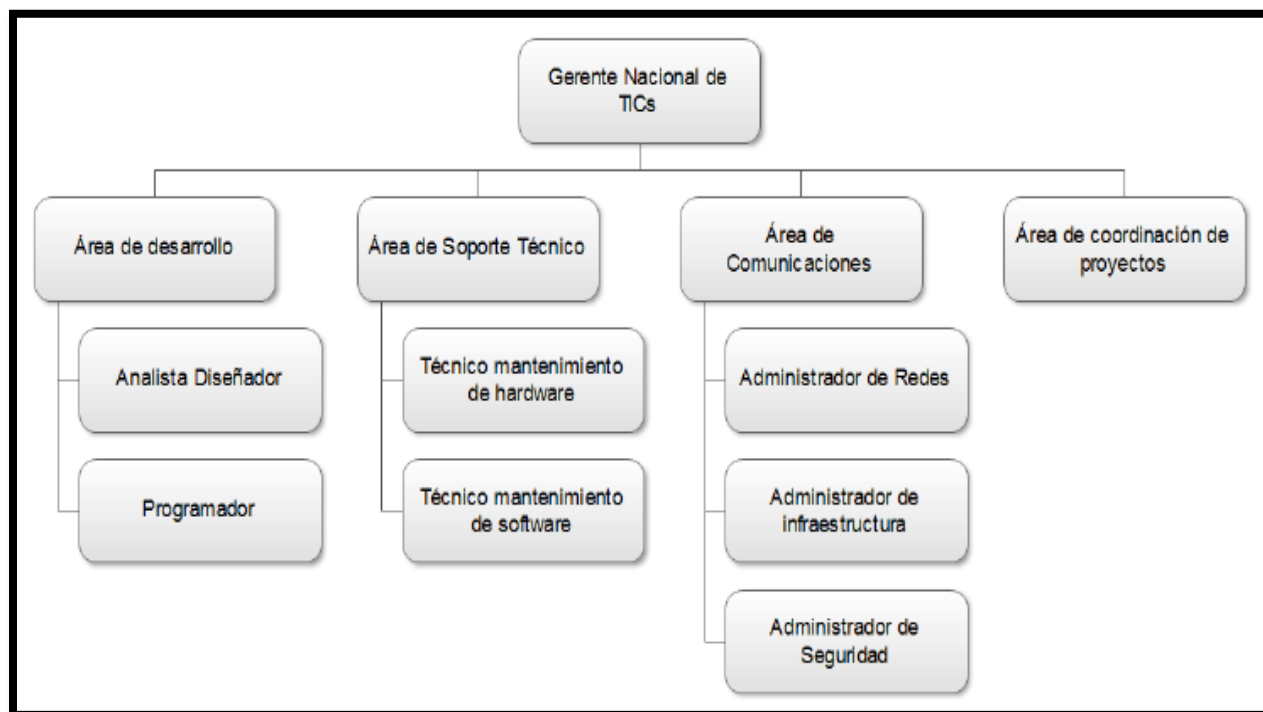 Gerente Nacional de
TICs
Área de desarrollo
Área de Soporte Técnico
Área de
Comunicaciones
Área de coordinación de
proyectos
Analista Diseñador
Técnico mantenimiento
de hardware
Administrador de Redes
Programador
Técnico mantenimiento
de software
Administrador de
infraestructura
Administrador de
Seguridad